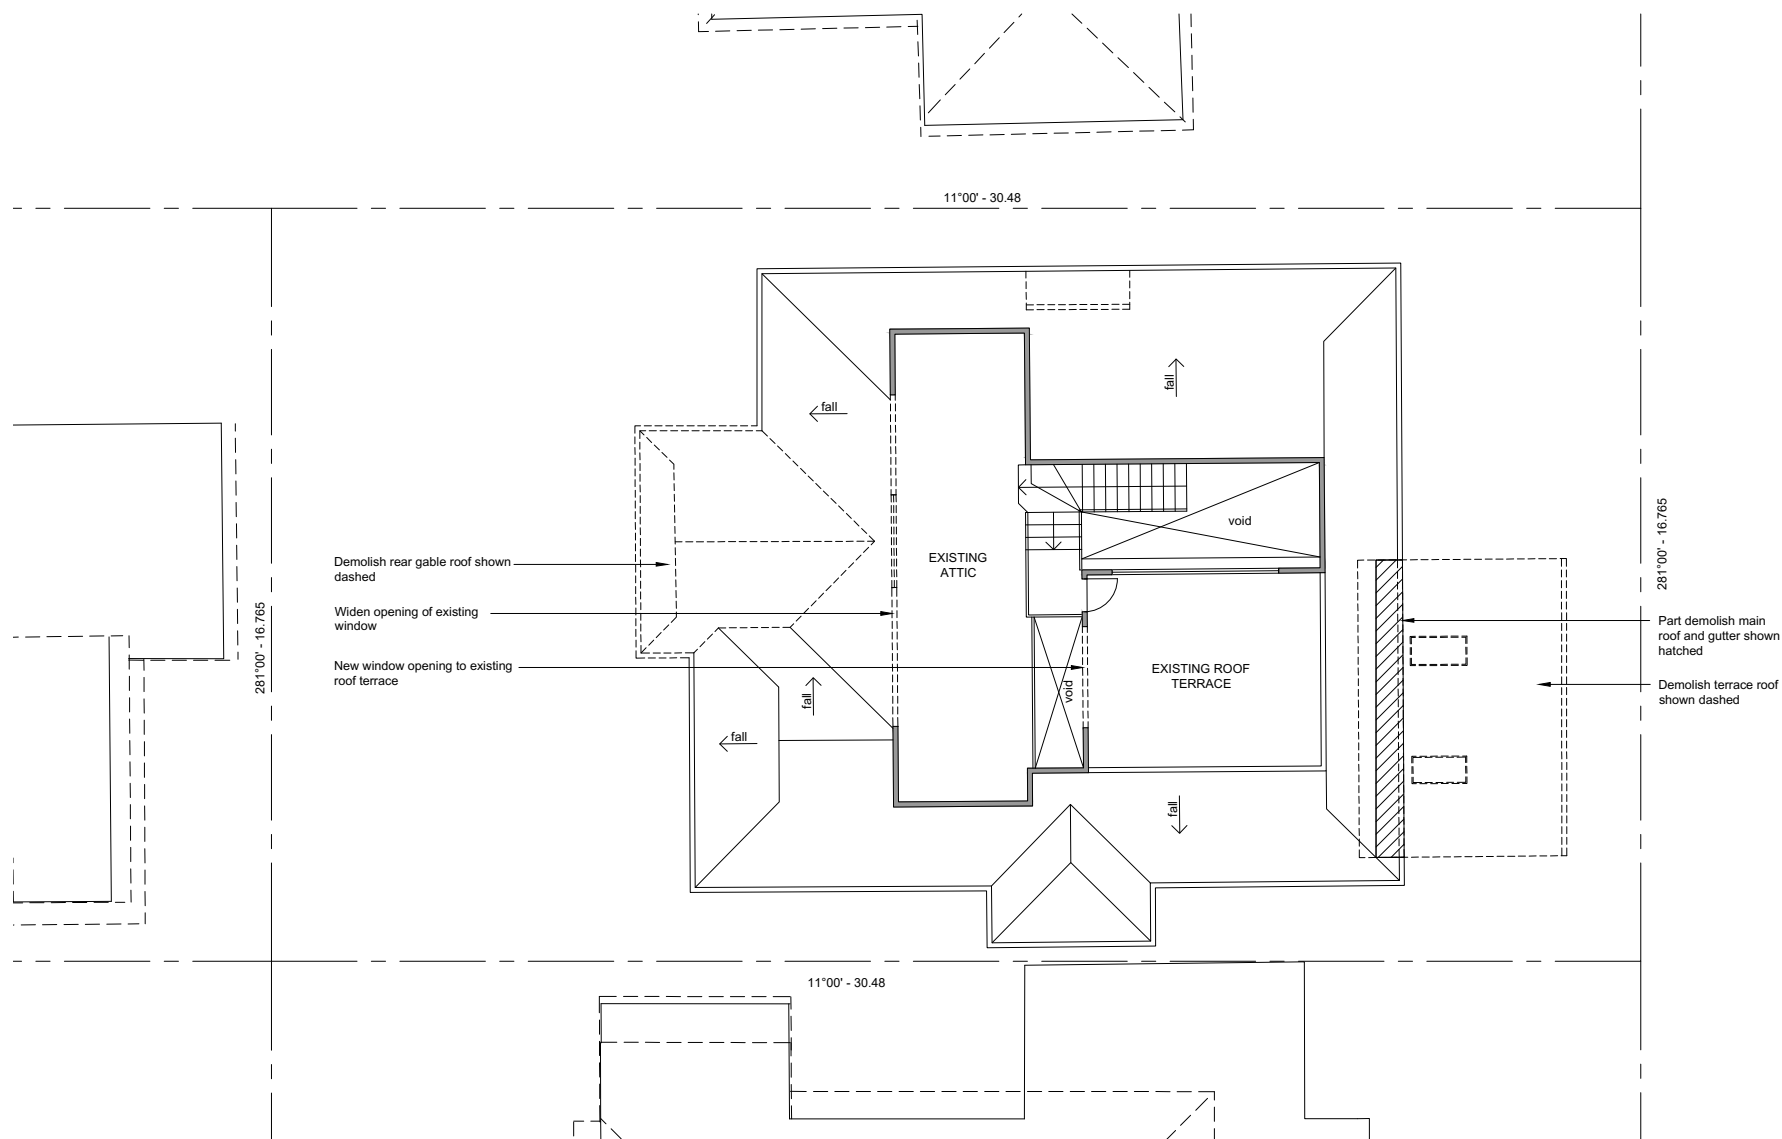 11°00' - 30.48
fall
fall
void
EXISTING
ATTIC
Demolish rear gable roof shown
dashed
281°00' - 16.765
Widen opening of existing
window
281°00' - 16.765
Part demolish main
roof and gutter shown
hatched
New window opening to existing
roof terrace
EXISTING ROOF
TERRACE
void
Demolish terrace roof
shown dashed
fall
fall
fall
11°00' - 30.48